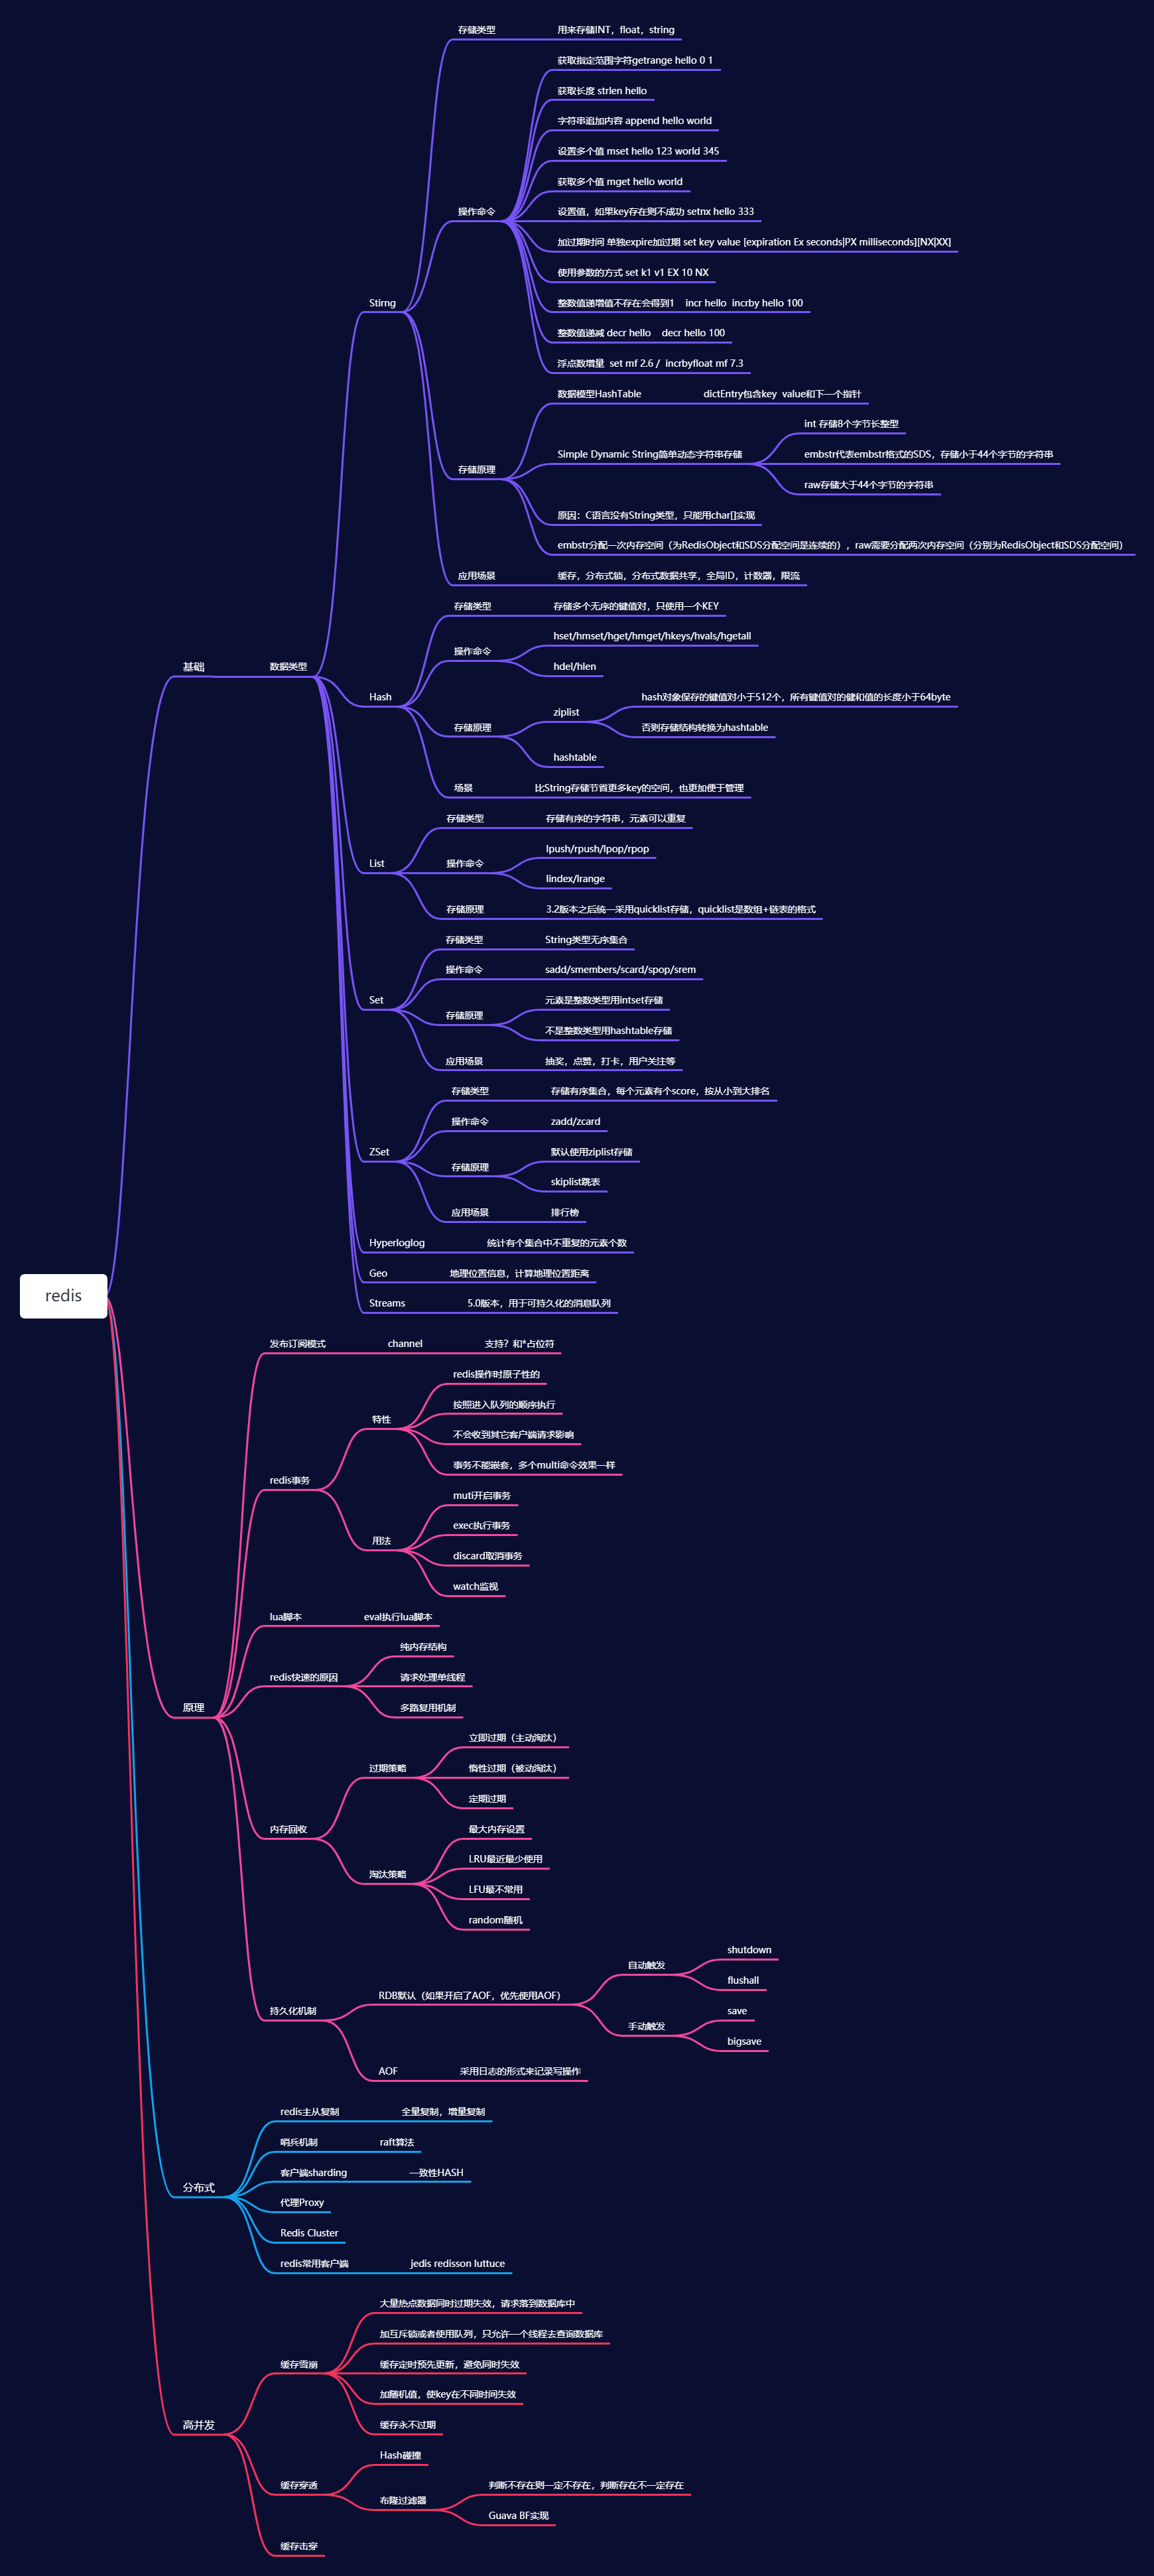 redis
基础
数据类型
Stirng
存储类型
用来存储INT，float，string
操作命令
获取指定范围字符getrange hello 0 1
获取长度 strlen hello
字符串追加内容 append hello world
设置多个值 mset hello 123 world 345
获取多个值 mget hello world
设置值，如果key存在则不成功 setnx hello 333
加过期时间 单独expire加过期 set key value [expiration Ex seconds|PX milliseconds][NX|XX]
使用参数的方式 set k1 v1 EX 10 NX
整数值递增值不存在会得到1 incr hello incrby hello 100
整数值递减 decr hello decr hello 100
浮点数增量 set mf 2.6 / incrbyfloat mf 7.3
存储原理
数据模型HashTable
dictEntry包含key value和下一个指针
Simple Dynamic String简单动态字符串存储
int 存储8个字节长整型
embstr代表embstr格式的SDS，存储小于44个字节的字符串
raw存储大于44个字节的字符串
原因：C语言没有String类型，只能用char[]实现
embstr分配一次内存空间（为RedisObject和SDS分配空间是连续的），raw需要分配两次内存空间（分别为RedisObject和SDS分配空间）
应用场景
缓存，分布式锁，分布式数据共享，全局ID，计数器，限流
Hash
存储类型
存储多个无序的键值对，只使用一个KEY
操作命令
hset/hmset/hget/hmget/hkeys/hvals/hgetall
hdel/hlen
存储原理
ziplist
hash对象保存的键值对小于512个，所有键值对的键和值的长度小于64byte
否则存储结构转换为hashtable
hashtable
场景
比String存储节省更多key的空间，也更加便于管理
List
存储类型
存储有序的字符串，元素可以重复
操作命令
lpush/rpush/lpop/rpop
lindex/lrange
存储原理
3.2版本之后统一采用quicklist存储，quicklist是数组+链表的格式
Set
存储类型
String类型无序集合
操作命令
sadd/smembers/scard/spop/srem
存储原理
元素是整数类型用intset存储
不是整数类型用hashtable存储
应用场景
抽奖，点赞，打卡，用户关注等
ZSet
存储类型
存储有序集合，每个元素有个score，按从小到大排名
操作命令
zadd/zcard
存储原理
默认使用ziplist存储
skiplist跳表
应用场景
排行榜
Hyperloglog
统计有个集合中不重复的元素个数
Geo
地理位置信息，计算地理位置距离
Streams
5.0版本，用于可持久化的消息队列
原理
发布订阅模式
channel
支持？和*占位符
redis事务
特性
redis操作时原子性的
按照进入队列的顺序执行
不会收到其它客户端请求影响
事务不能嵌套，多个multi命令效果一样
用法
muti开启事务
exec执行事务
discard取消事务
watch监视
lua脚本
eval执行lua脚本
redis快速的原因
纯内存结构
请求处理单线程
多路复用机制
内存回收
过期策略
立即过期（主动淘汰）
惰性过期（被动淘汰）
定期过期
淘汰策略
最大内存设置
LRU最近最少使用
LFU最不常用
random随机
持久化机制
RDB默认（如果开启了AOF，优先使用AOF）
自动触发
shutdown
flushall
手动触发
save
bigsave
AOF
采用日志的形式来记录写操作
分布式
redis主从复制
全量复制，增量复制
哨兵机制
raft算法
客户端sharding
一致性HASH
代理Proxy
Redis Cluster
redis常用客户端
jedis redisson luttuce
高并发
缓存雪崩
大量热点数据同时过期失效，请求落到数据库中
加互斥锁或者使用队列，只允许一个线程去查询数据库
缓存定时预先更新，避免同时失效
加随机值，使key在不同时间失效
缓存永不过期
缓存穿透
Hash碰撞
布隆过滤器
判断不存在则一定不存在，判断存在不一定存在
Guava BF实现
缓存击穿